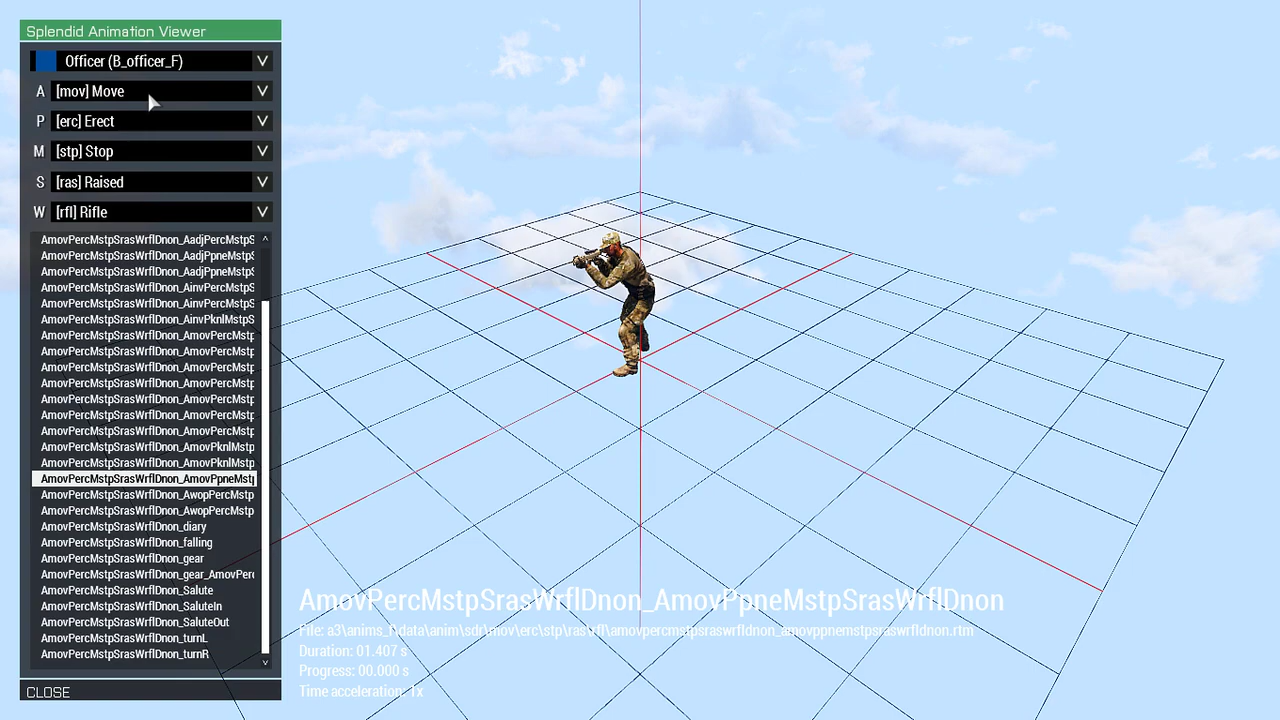 Splendid Animation Viewer
Officer (B_officer_F)
A [mov] Move
P [erc] Erect
M [stp] Stop
S [ras] Raised
W [rfl] Rifle
AmovPercMstpSrasWrflDnon_AadjPercMstpS
AmovPercMstpSrasWrflDnon_AadjPpneMstpS
AmovPercMstpSrasWrflDnon_AadjPpneMstpS
AmovPercMstpSrasWrflDnon_AinvPercMstpS
AmovPercMstpSrasWrflDnon_AinvPercMstpS
AmovPercMstpSrasWrflDnon_AinvPknlMstpS
AmovPercMstpSrasWrflDnon_AmovPercMstp
AmovPercMstpSrasWrflDnon_AmovPercMstp
AmovPercMstpSrasWrflDnon_AmovPercMstp
AmovPercMstpSrasWrflDnon_AmovPercMstp
AmovPercMstpSrasWrflDnon_AmovPercMstp
AmovPercMstpSrasWrflDnon_AmovPercMstp
AmovPercMstpSrasWrflDnon_AmovPercMstp
AmovPercMstpSrasWrflDnon_AmovPknlMstp
AmovPercMstpSrasWrflDnon_AmovPknlMstp
AmovPercMstpSrasWrflDnon_AmovPpneMstp
AmovPercMstpSrasWrflDnon_AwopPercMstp
AmovPercMstpSrasWrflDnon_AwopPercMstp
AmovPercMstpSrasWrflDnon_diary
AmovPercMstpSrasWrflDnon_falling
AmovPercMstpSrasWrflDnon_gear
AmovPercMstpSrasWrflDnon_gear_AmovPerc
AmovPercMstpSrasWrflDnon_Salute
AmovPercMstpSrasWrflDnon_SaluteIn
AmovPercMstpSrasWrflDnon_SaluteOut
AmovPercMstpSrasWrflDnon_turnL
AmovPercMstpSrasWrflDnon_turnR
CLOSE
AmovPercMstpSrasWrflDnon_AmovPpneMstpSrasWrflDnon
File: a3\anims_f\data\anim\sdr\mov\erc\stp\ras\rfl\amovpercmstpsraswrfldnon_amovppnemstpsraswrfldnon.rtm
Duration: 01.407 s
Progress: 00.000 s
Time acceleration: 1x